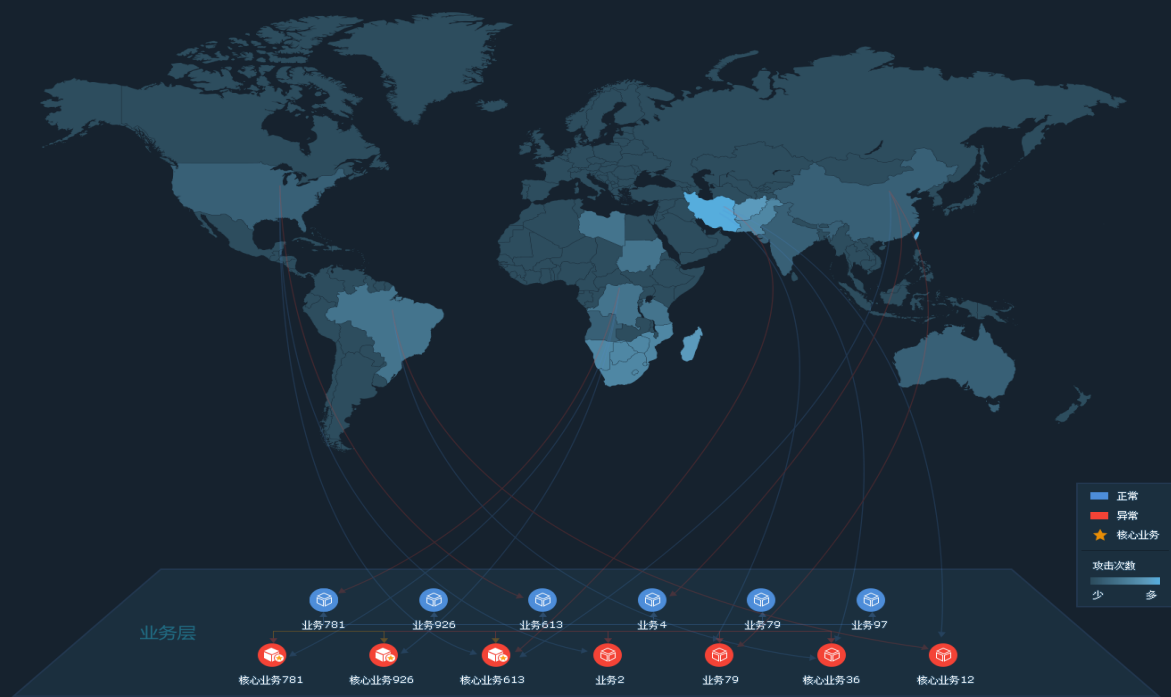 正常
异常
核心业务
攻击次数
少 多
业务层
业务781 业务926 业务613 业务4 业务79 业务97
核心业务781 核心业务926 核心业务613 业务2 业务79 核心业务36 核心业务12